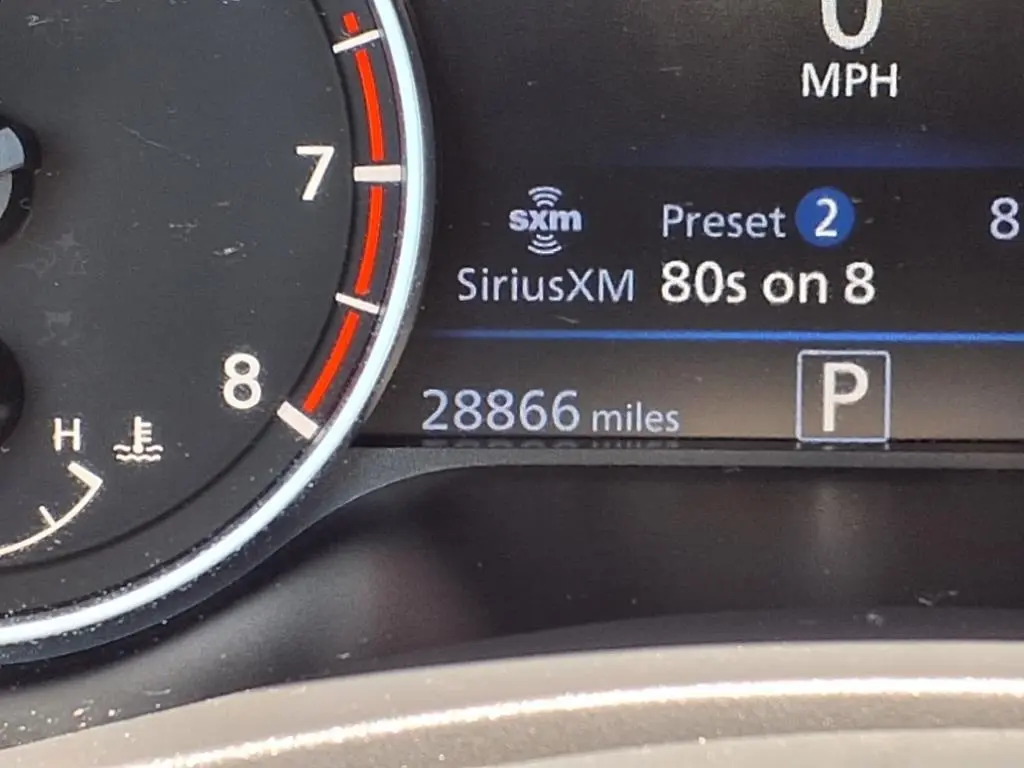 0
MPH
7
sxm
Preset 2
8
SiriusXM
80s on 8
8
28866 miles
P
H